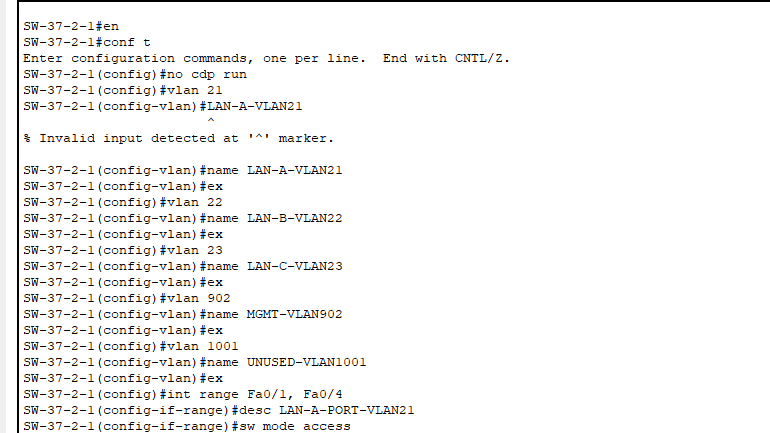 SW-37-2-1#en
SW-37-2-1#conf t
Enter configuration commands, one per line.  End with CNTL/Z.
SW-37-2-1(config)#no cdp run
SW-37-2-1(config)#vlan 21
SW-37-2-1(config-vlan)#LAN-A-VLAN21
^
% Invalid input detected at '^' marker.
SW-37-2-1(config-vlan)#name LAN-A-VLAN21
SW-37-2-1(config-vlan)#ex
SW-37-2-1(config)#vlan 22
SW-37-2-1(config-vlan)#name LAN-B-VLAN22
SW-37-2-1(config-vlan)#ex
SW-37-2-1(config)#vlan 23
SW-37-2-1(config-vlan)#name LAN-C-VLAN23
SW-37-2-1(config-vlan)#ex
SW-37-2-1(config)#vlan 902
SW-37-2-1(config-vlan)#name MGMT-VLAN902
SW-37-2-1(config-vlan)#ex
SW-37-2-1(config)#vlan 1001
SW-37-2-1(config-vlan)#name UNUSED-VLAN1001
SW-37-2-1(config-vlan)#ex
SW-37-2-1(config)#int range Fa0/1, Fa0/4
SW-37-2-1(config-if-range)#desc LAN-A-PORT-VLAN21
SW-37-2-1(config-if-range)#sw mode access